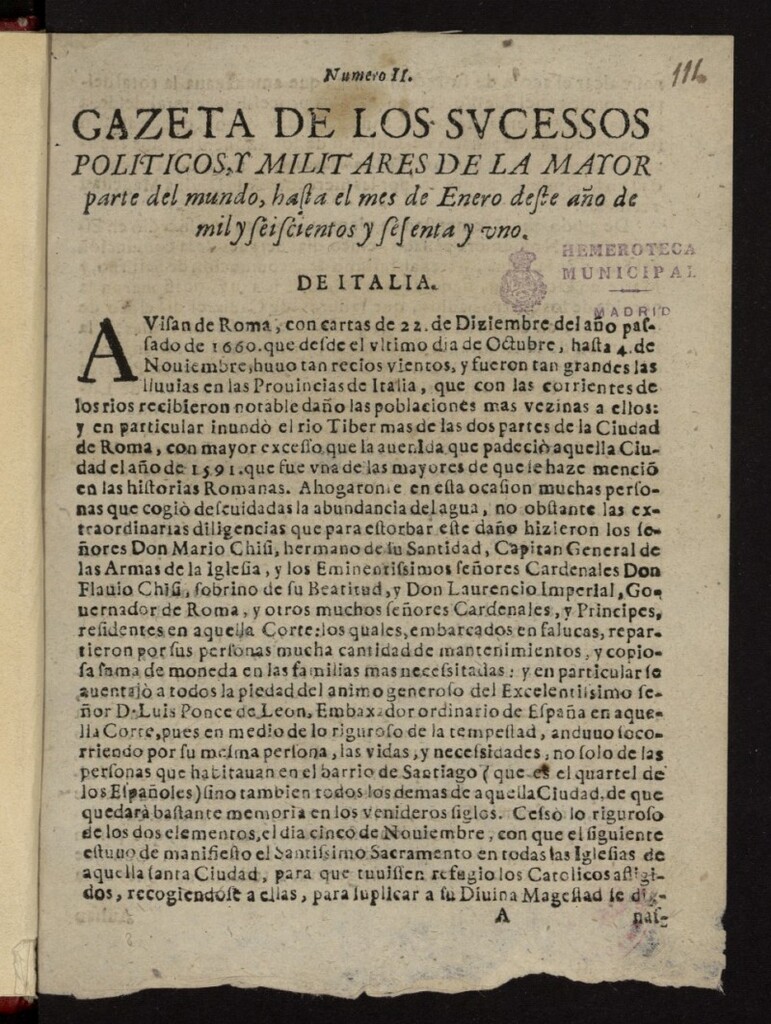 Numero II.
116
GAZETA DE LOS SVCESSOS
POLITICOS, Y MILITARES DE LA MAYOR
parte del mundo, haſta el mes de Enero deſte año de
mil y ſeiſcientos y ſeſenta y vno.
HEMEROTECA
MUNICIPAL
MADRID
DE ITALIA.
AViſan de Roma, con cartas de 22. de Diziembre del año paſ-
ſado de 1660. que deſde el vltimo dia de Octubre, haſta 4. de
Nouiembre, huuo tan recios vientos, y fueron tan grandes las
lluuias en las Prouincias de Italia, que con las corrientes de
los rios recibieron notable daño las poblaciones mas vezinas a ellos:
y en particular inundò el rio Tiber mas de las dos partes de la Ciudad
de Roma, con mayor exceſſo que la auenida que padeciò aquella Ciu-
dad el año de 1591. que fue vna de las mayores de que ſe haze menciõ
en las hiſtorias Romanas. Ahogaronſe en eſta ocaſion muchas perſo-
nas que cogiò deſcuidadas la abundancia del agua, no obſtante las ex-
traordinarias diligencias que para eſtorbar eſte daño hizieron los ſe-
ñores Don Mario Chiſi, hermano de ſu Santidad, Capitan General de
las Armas de la Igleſia, y los Eminentiſsimos ſeñores Cardenales Don
Flauio Chiſi, ſobrino de ſu Beatitud, y Don Laurencio Imperial, Go-
uernador de Roma, y otros muchos ſeñores Cardenales, y Principes,
reſidentes en aquella Corte: los quales, embarcados en falucas, repar-
tieron por ſus perſonas mucha cantidad de mantenimientos, y copio-
ſa ſuma de moneda en las familias mas neceſsitadas: y en particular ſe
auentajò a todos la piedad del animo generoſo del Excelentiſsimo ſe-
ñor D. Luis Ponce de Leon, Embaxador ordinario de Eſpaña en aque-
lla Corte, pues en medio de lo riguroſo de la tempeſtad, anduuo ſoco-
rriendo por ſu meſma perſona, las vidas, y neceſsidades, no ſolo de las
perſonas que habitauan en el barrio de Santiago (que es el quartel de
los Eſpañoles) ſino tambien todos los demas de aquella Ciudad, de que
quedarà baſtante memoria en los venideros ſiglos. Ceſsò lo riguroſo
de los dos elementos, el dia cinco de Nouiembre, con que el ſiguiente
eſtuuo de manifieſto el Santiſsimo Sacramento en todas las Igleſias de
aquella ſanta Ciudad, para que tuuiſſen refugio los Catolicos afligi-
dos, recogiendoſe a ellas, para ſuplicar a ſu Diuina Mageſtad ſe dig-
A
naſ-